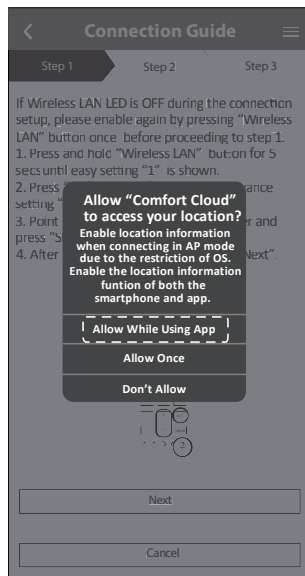 Connection Guide
Step 1
Step 2
Step 3
If Wireless LAN LED is OFF during the connection
setup, please enable again by pressing “Wireless
LAN” button once before proceeding to step 1.
1. Press and hold “Wireless LAN” button for 5
secs until easy setting “1” is shown.
2. Press
setting “
3. Point
er and
press “S
4. After
Next”.
Allow “Comfort Cloud”
to access your location?
Enable location information
when connecting in AP mode
due to the restriction of OS.
Enable the location information
funtion of both the
smartphone and app.
Allow While Using App
Allow Once
Don’t Allow
Next
Cancel